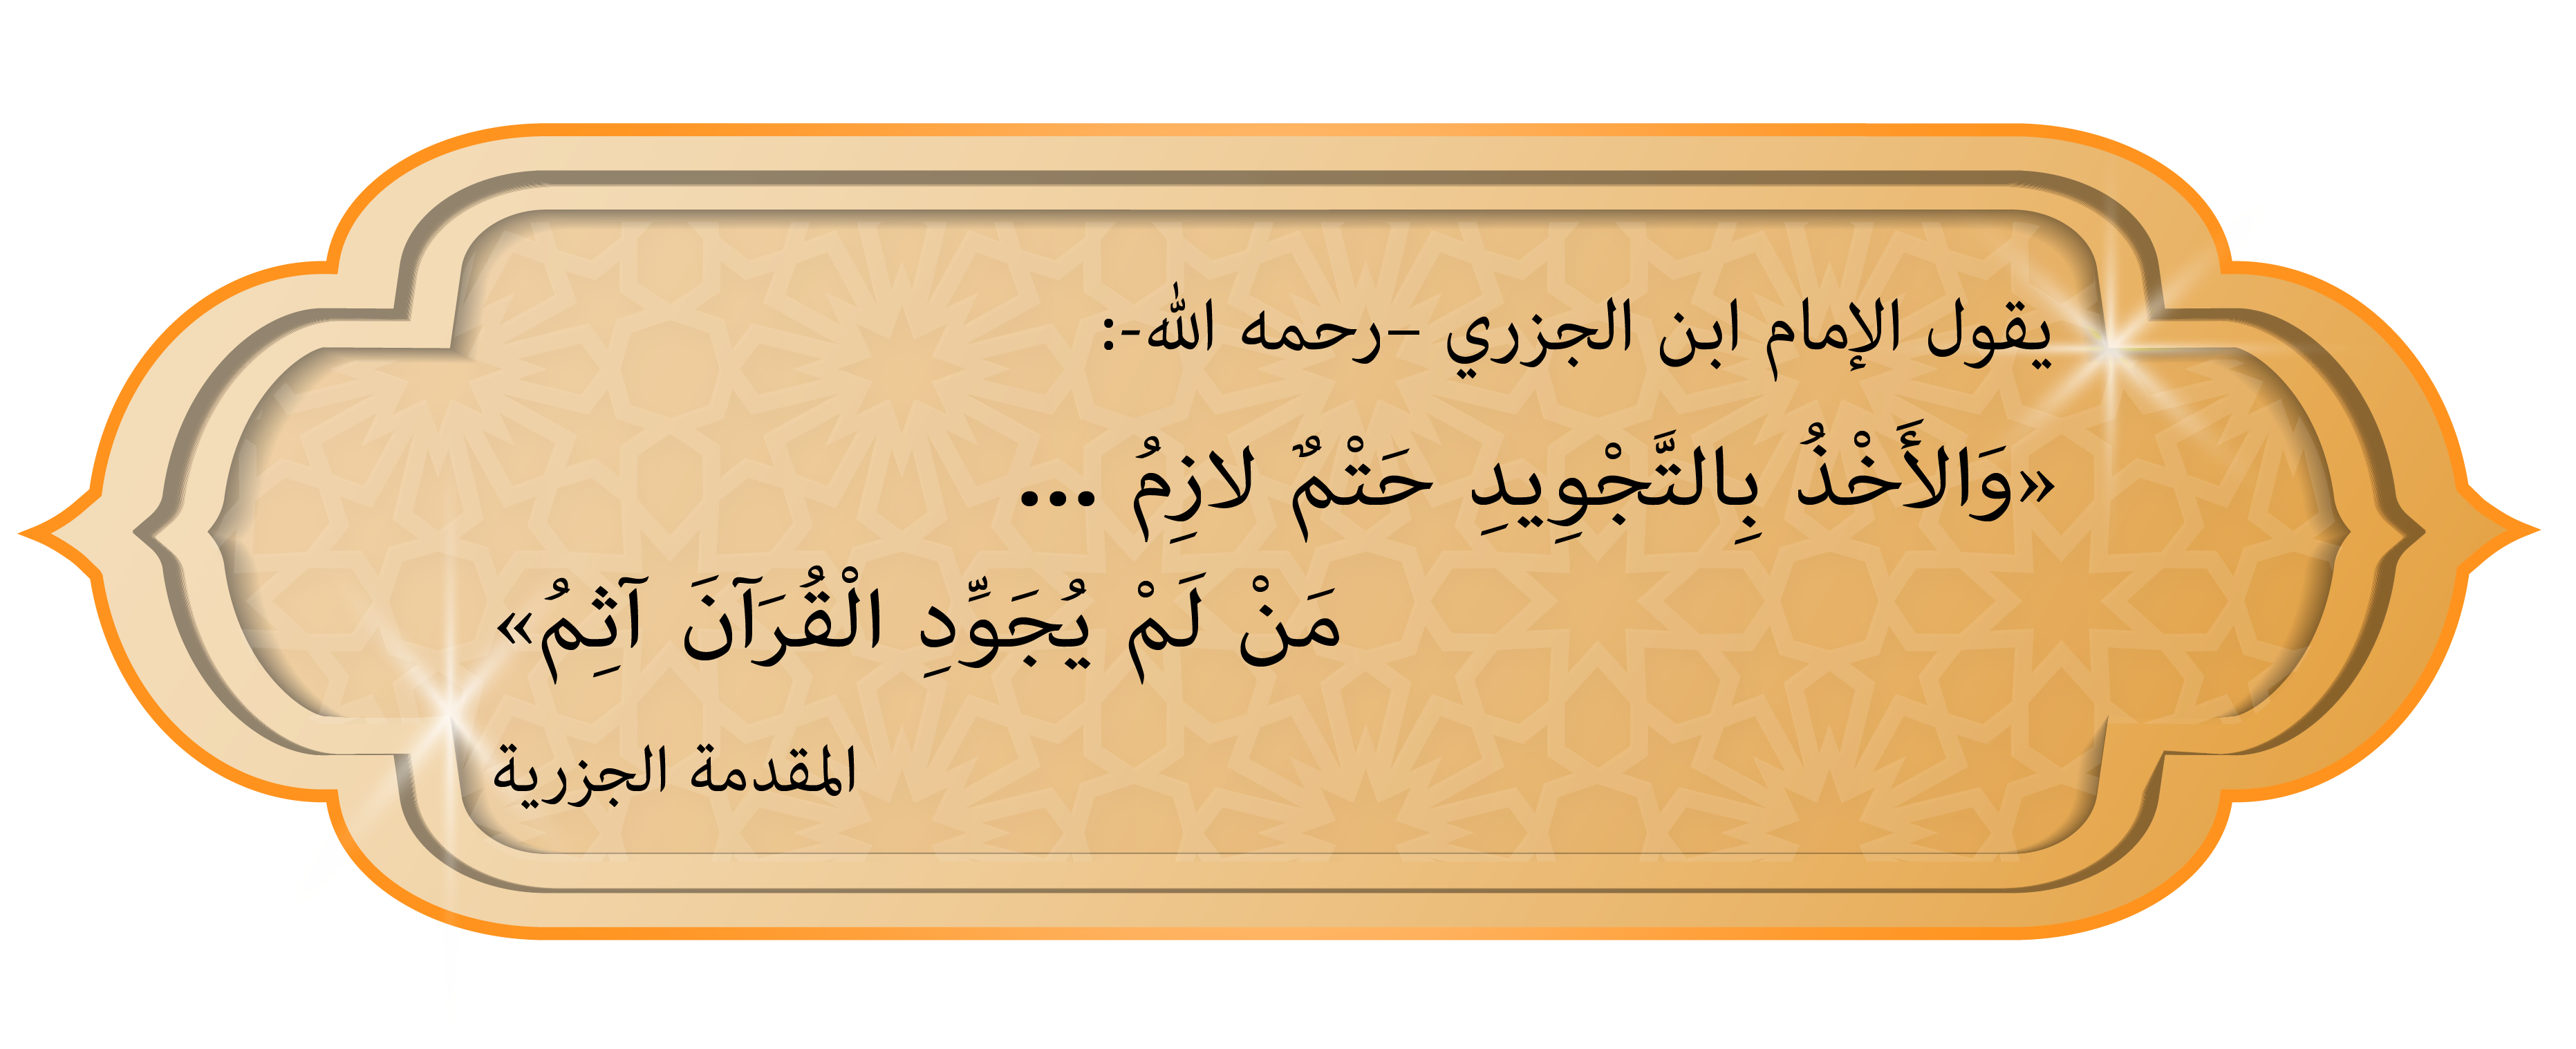 يقول الإمام ابن الجزري –رحمه الله-:
«وَالأَخْذُ بِالتَّجْوِيدِ حَتْمٌ لازِمُ ...
مَنْ لَمْ يُجَوِّدِ الْقُرَآنَ آثِمُ»
المقدمة الجزرية